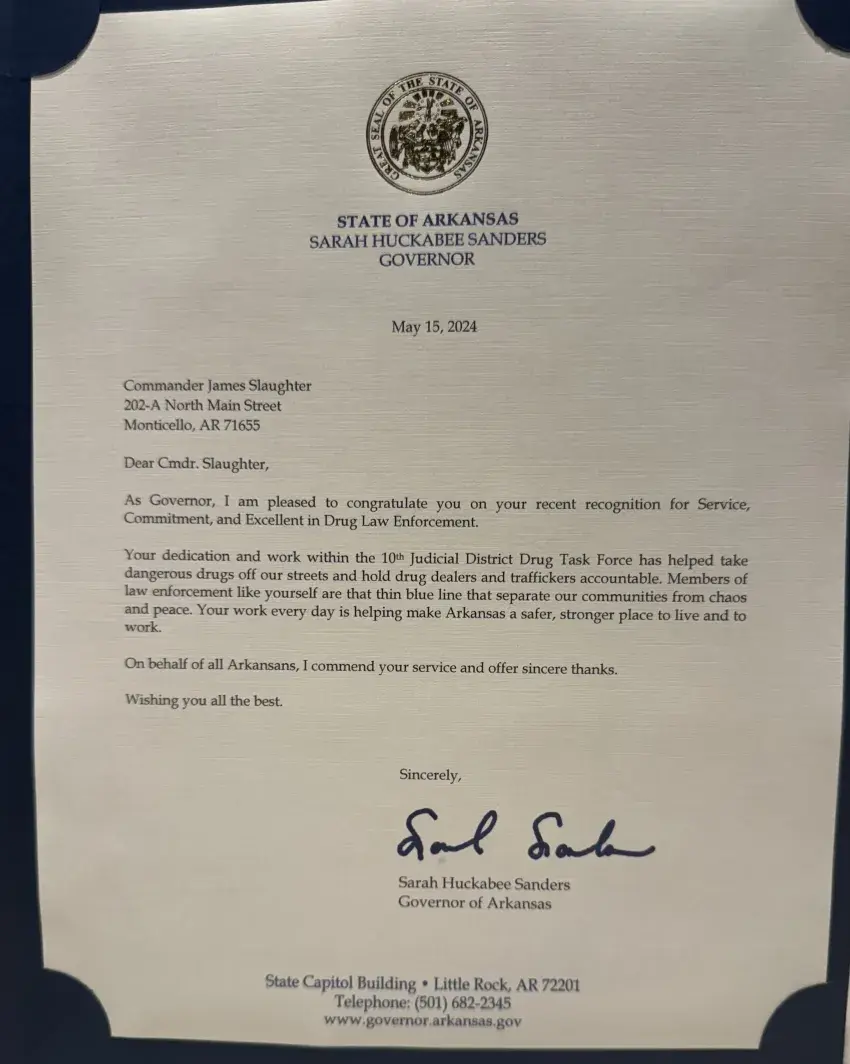 GREAT SEAL OF THE STATE OF ARKANSAS
STATE OF ARKANSAS
SARAH HUCKABEE SANDERS
GOVERNOR
May 15, 2024
Commander James Slaughter
202-A North Main Street
Monticello, AR 71655
Dear Cmdr. Slaughter,
As Governor, I am pleased to congratulate you on your recent recognition for Service,
Commitment, and Excellent in Drug Law Enforcement.
Your dedication and work within the 10th Judicial District Drug Task Force has helped take
dangerous drugs off our streets and hold drug dealers and traffickers accountable. Members of
law enforcement like yourself are that thin blue line that separate our communities from chaos
and peace. Your work every day is helping make Arkansas a safer, stronger place to live and to
work.
On behalf of all Arkansans, I commend your service and offer sincere thanks.
Wishing you all the best.
Sincerely,
Sarah Huckabee Sanders
Governor of Arkansas
State Capitol Building • Little Rock, AR 72201
Telephone: (501) 682-2345
www.governor.arkansas.gov